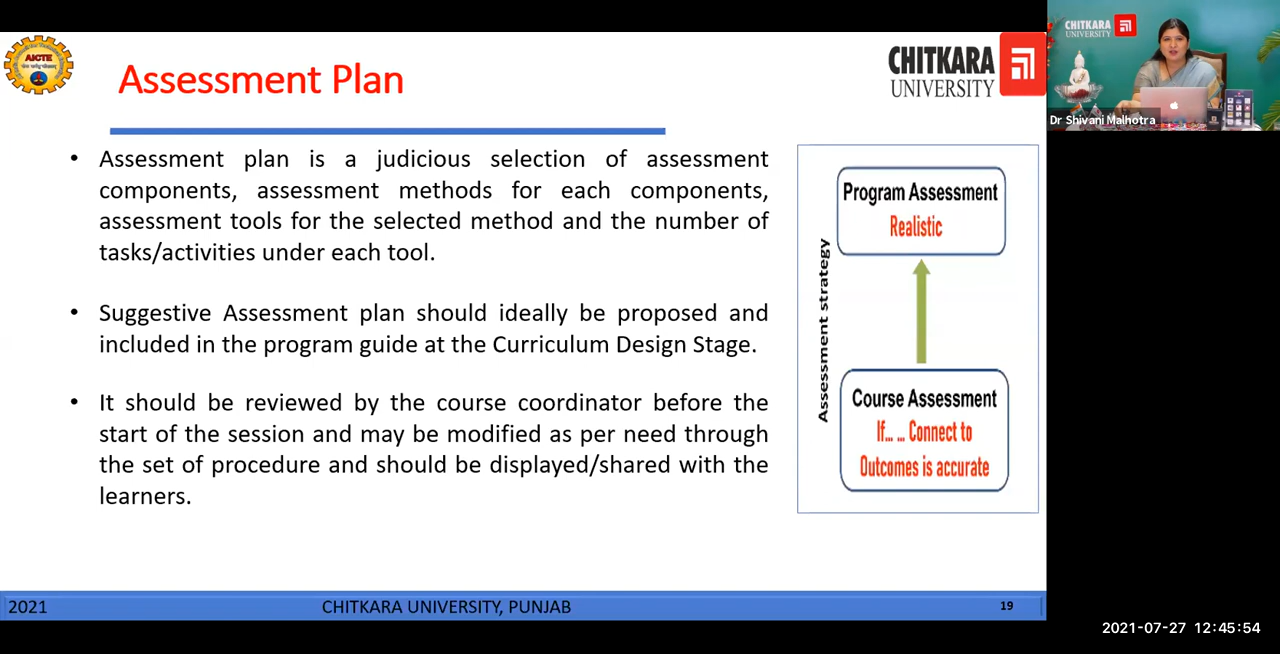 AICTE
Assessment Plan
CHITKARA
UNIVERSITY
CHITKARA
UNIVERSITY
Dr Shivani Malhotra
• Assessment plan is a judicious selection of assessment
components, assessment methods for each components,
assessment tools for the selected method and the number of
tasks/activities under each tool.
• Suggestive Assessment plan should ideally be proposed and
included in the program guide at the Curriculum Design Stage.
• It should be reviewed by the course coordinator before the
start of the session and may be modified as per need through
the set of procedure and should be displayed/shared with the
learners.
Assessment strategy
Program Assessment
Realistic
Course Assessment
If... ... Connect to
Outcomes is accurate
2021
CHITKARA UNIVERSITY, PUNJAB
19
2021-07-27 12:45:54